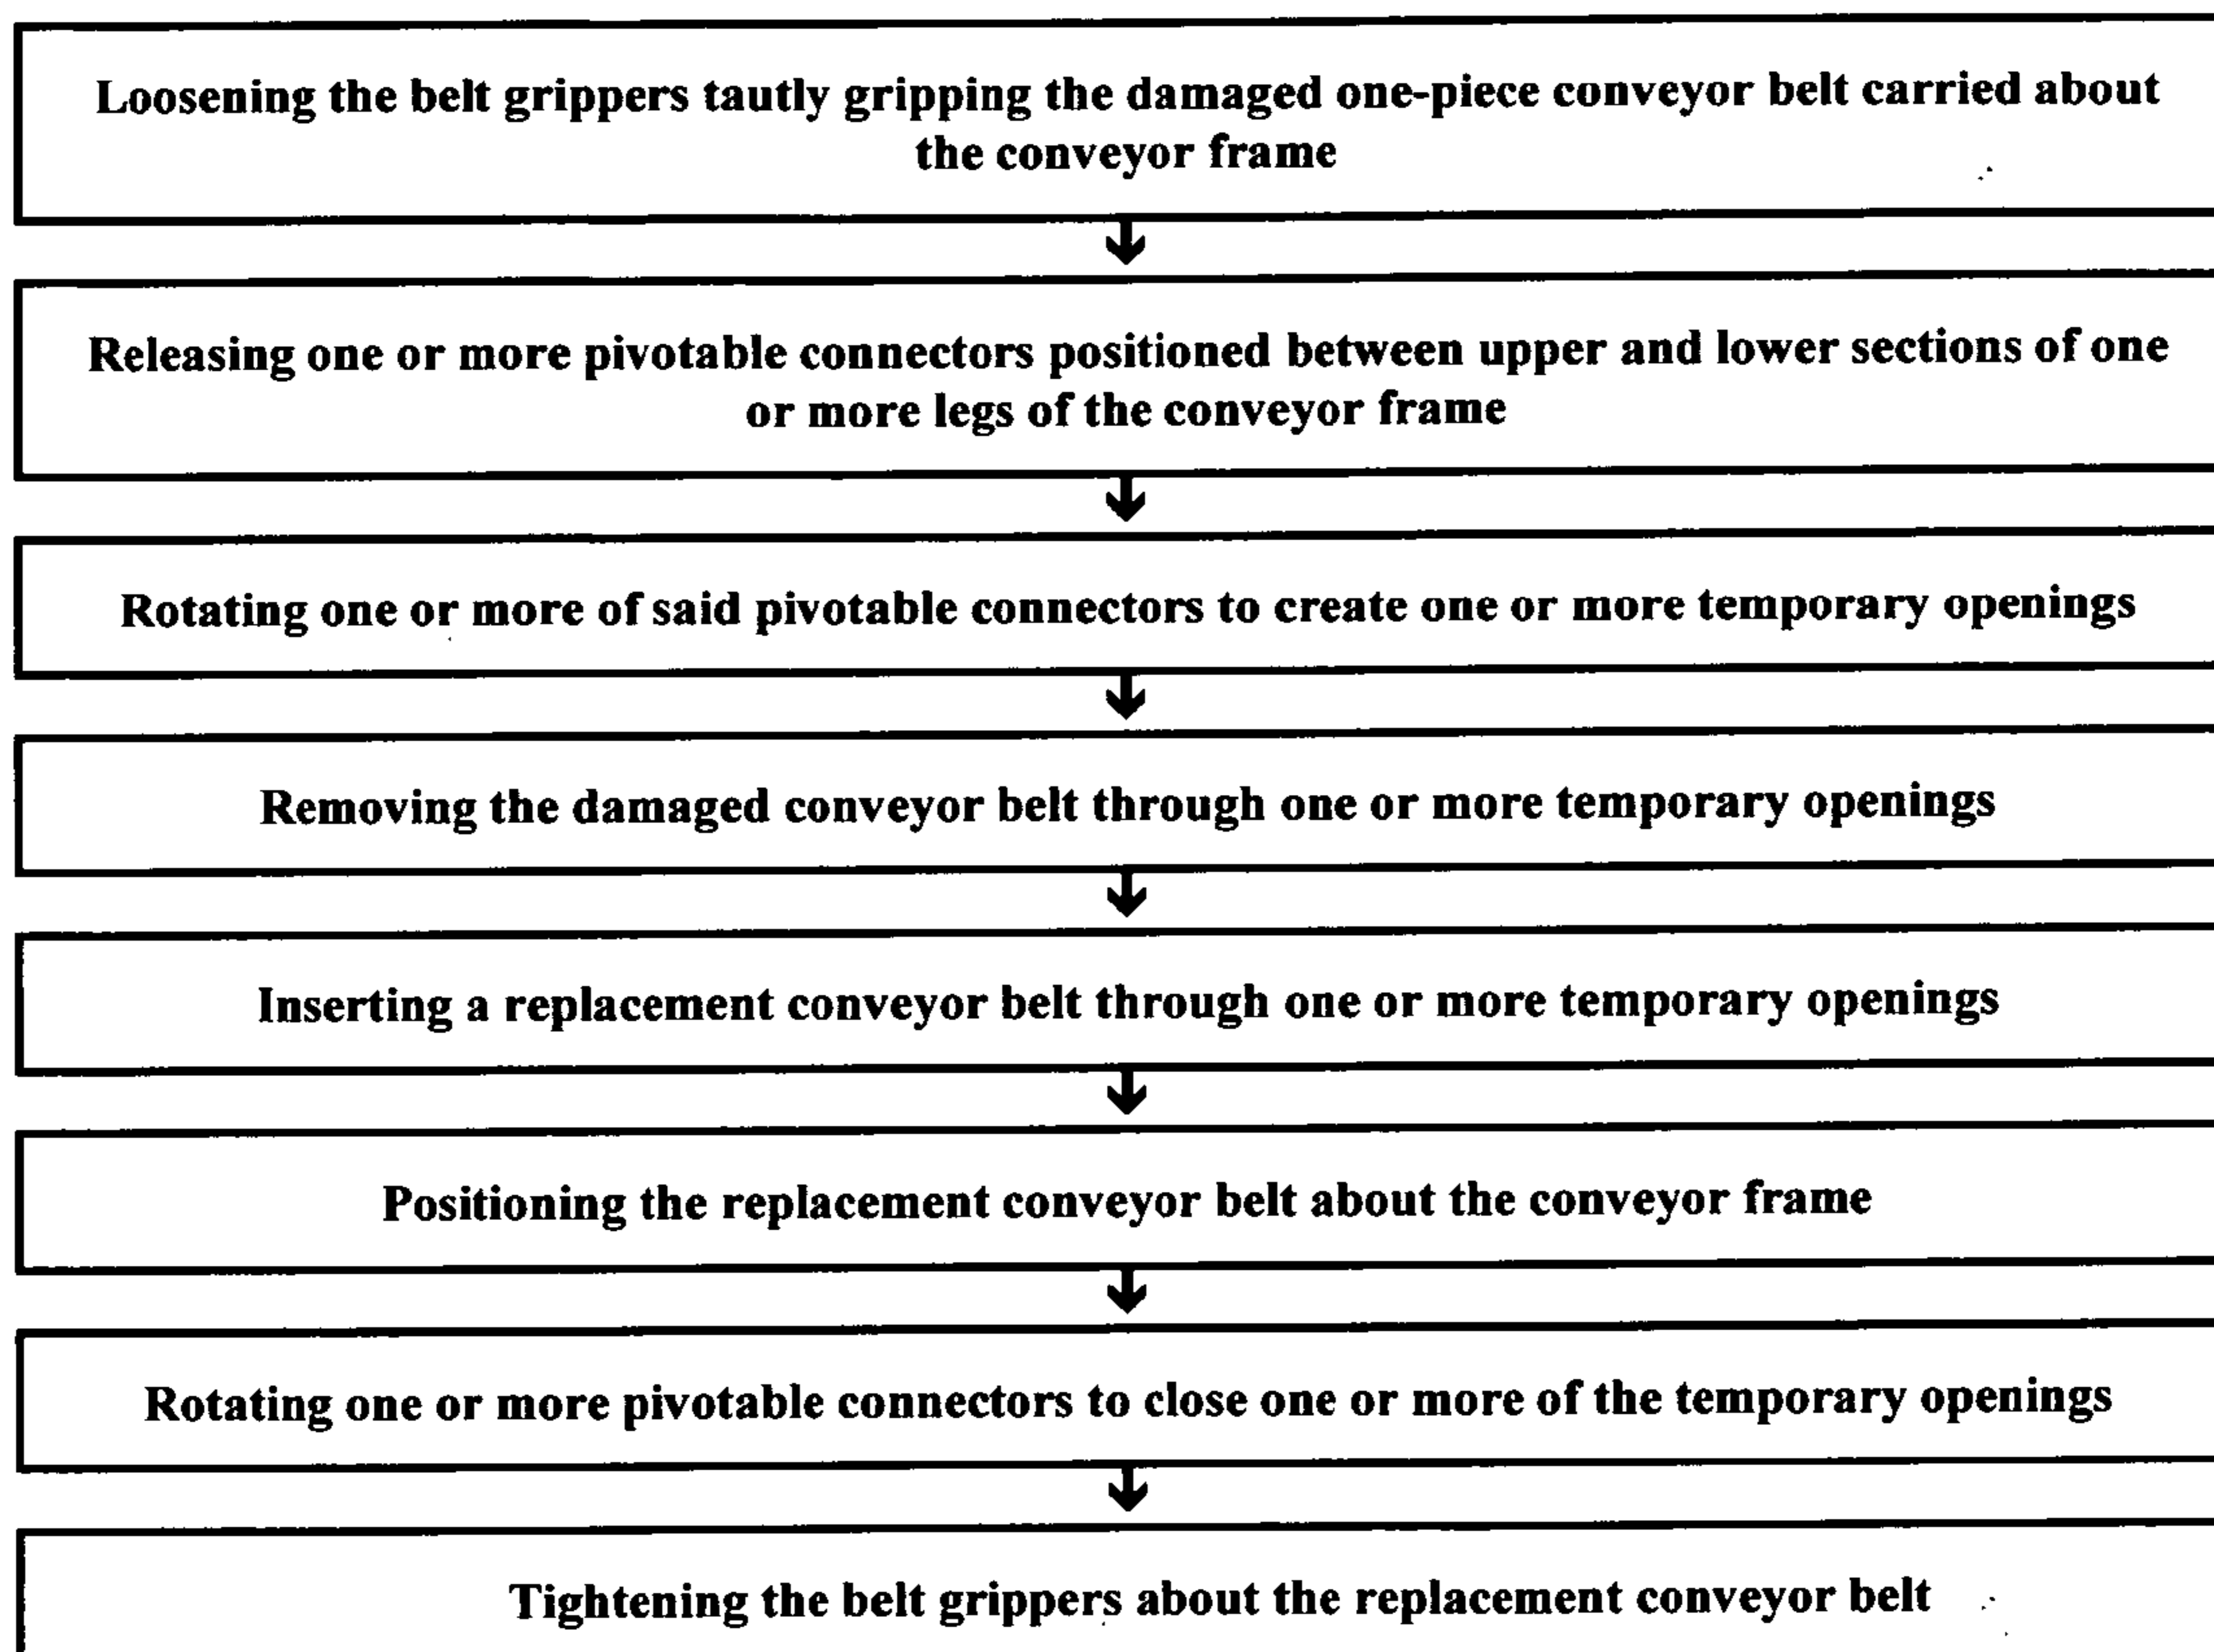 Loosening the belt grippers tautly gripping the damaged one-piece conveyor belt carried about
the conveyor frame
Releasing one or more pivotable connectors positioned between upper and lower sections of one
or more legs of the conveyor frame
Rotating one or more of said pivotable connectors to create one or more temporary openings
Removing the damaged conveyor belt through one or more temporary openings
Inserting a replacement conveyor belt through one or more temporary openings
Positioning the replacement conveyor belt about the conveyor frame
Rotating one or more pivotable connectors to close one or more of the temporary openings
Tightening the belt grippers about the replacement conveyor belt